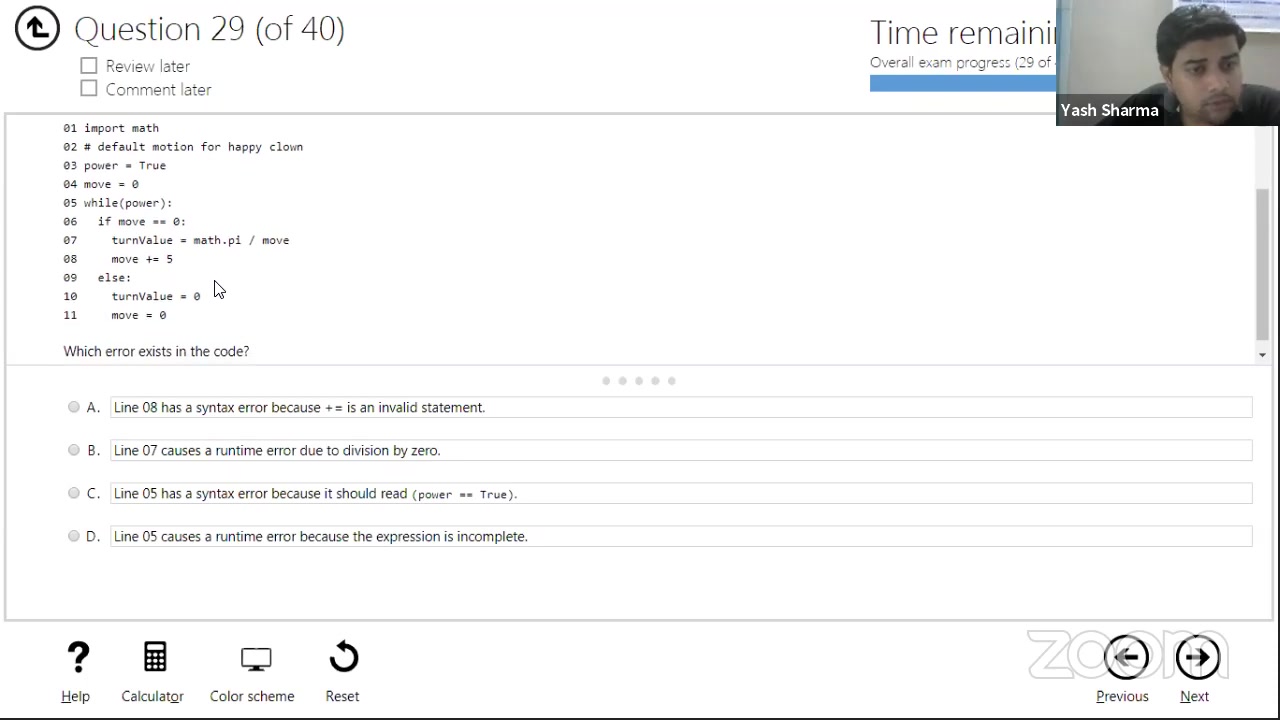 Question 29 (of 40)
Review later
Comment later
Overall exam progress (29 of
Yash Sharma
01 import math
02 # default motion for happy clown
03 power = True
04 move = 0
05 while(power):
06 if move == 0:
07 turnValue = math.pi / move
08 move += 5
09 else:
10 turnValue = 0
11 move = 0
Which error exists in the code?
A. Line 08 has a syntax error because += is an invalid statement.
B. Line 07 causes a runtime error due to division by zero.
C. Line 05 has a syntax error because it should read (power == True).
D. Line 05 causes a runtime error because the expression is incomplete.
Help Calculator Color scheme Reset Previous Next
zoom
Time